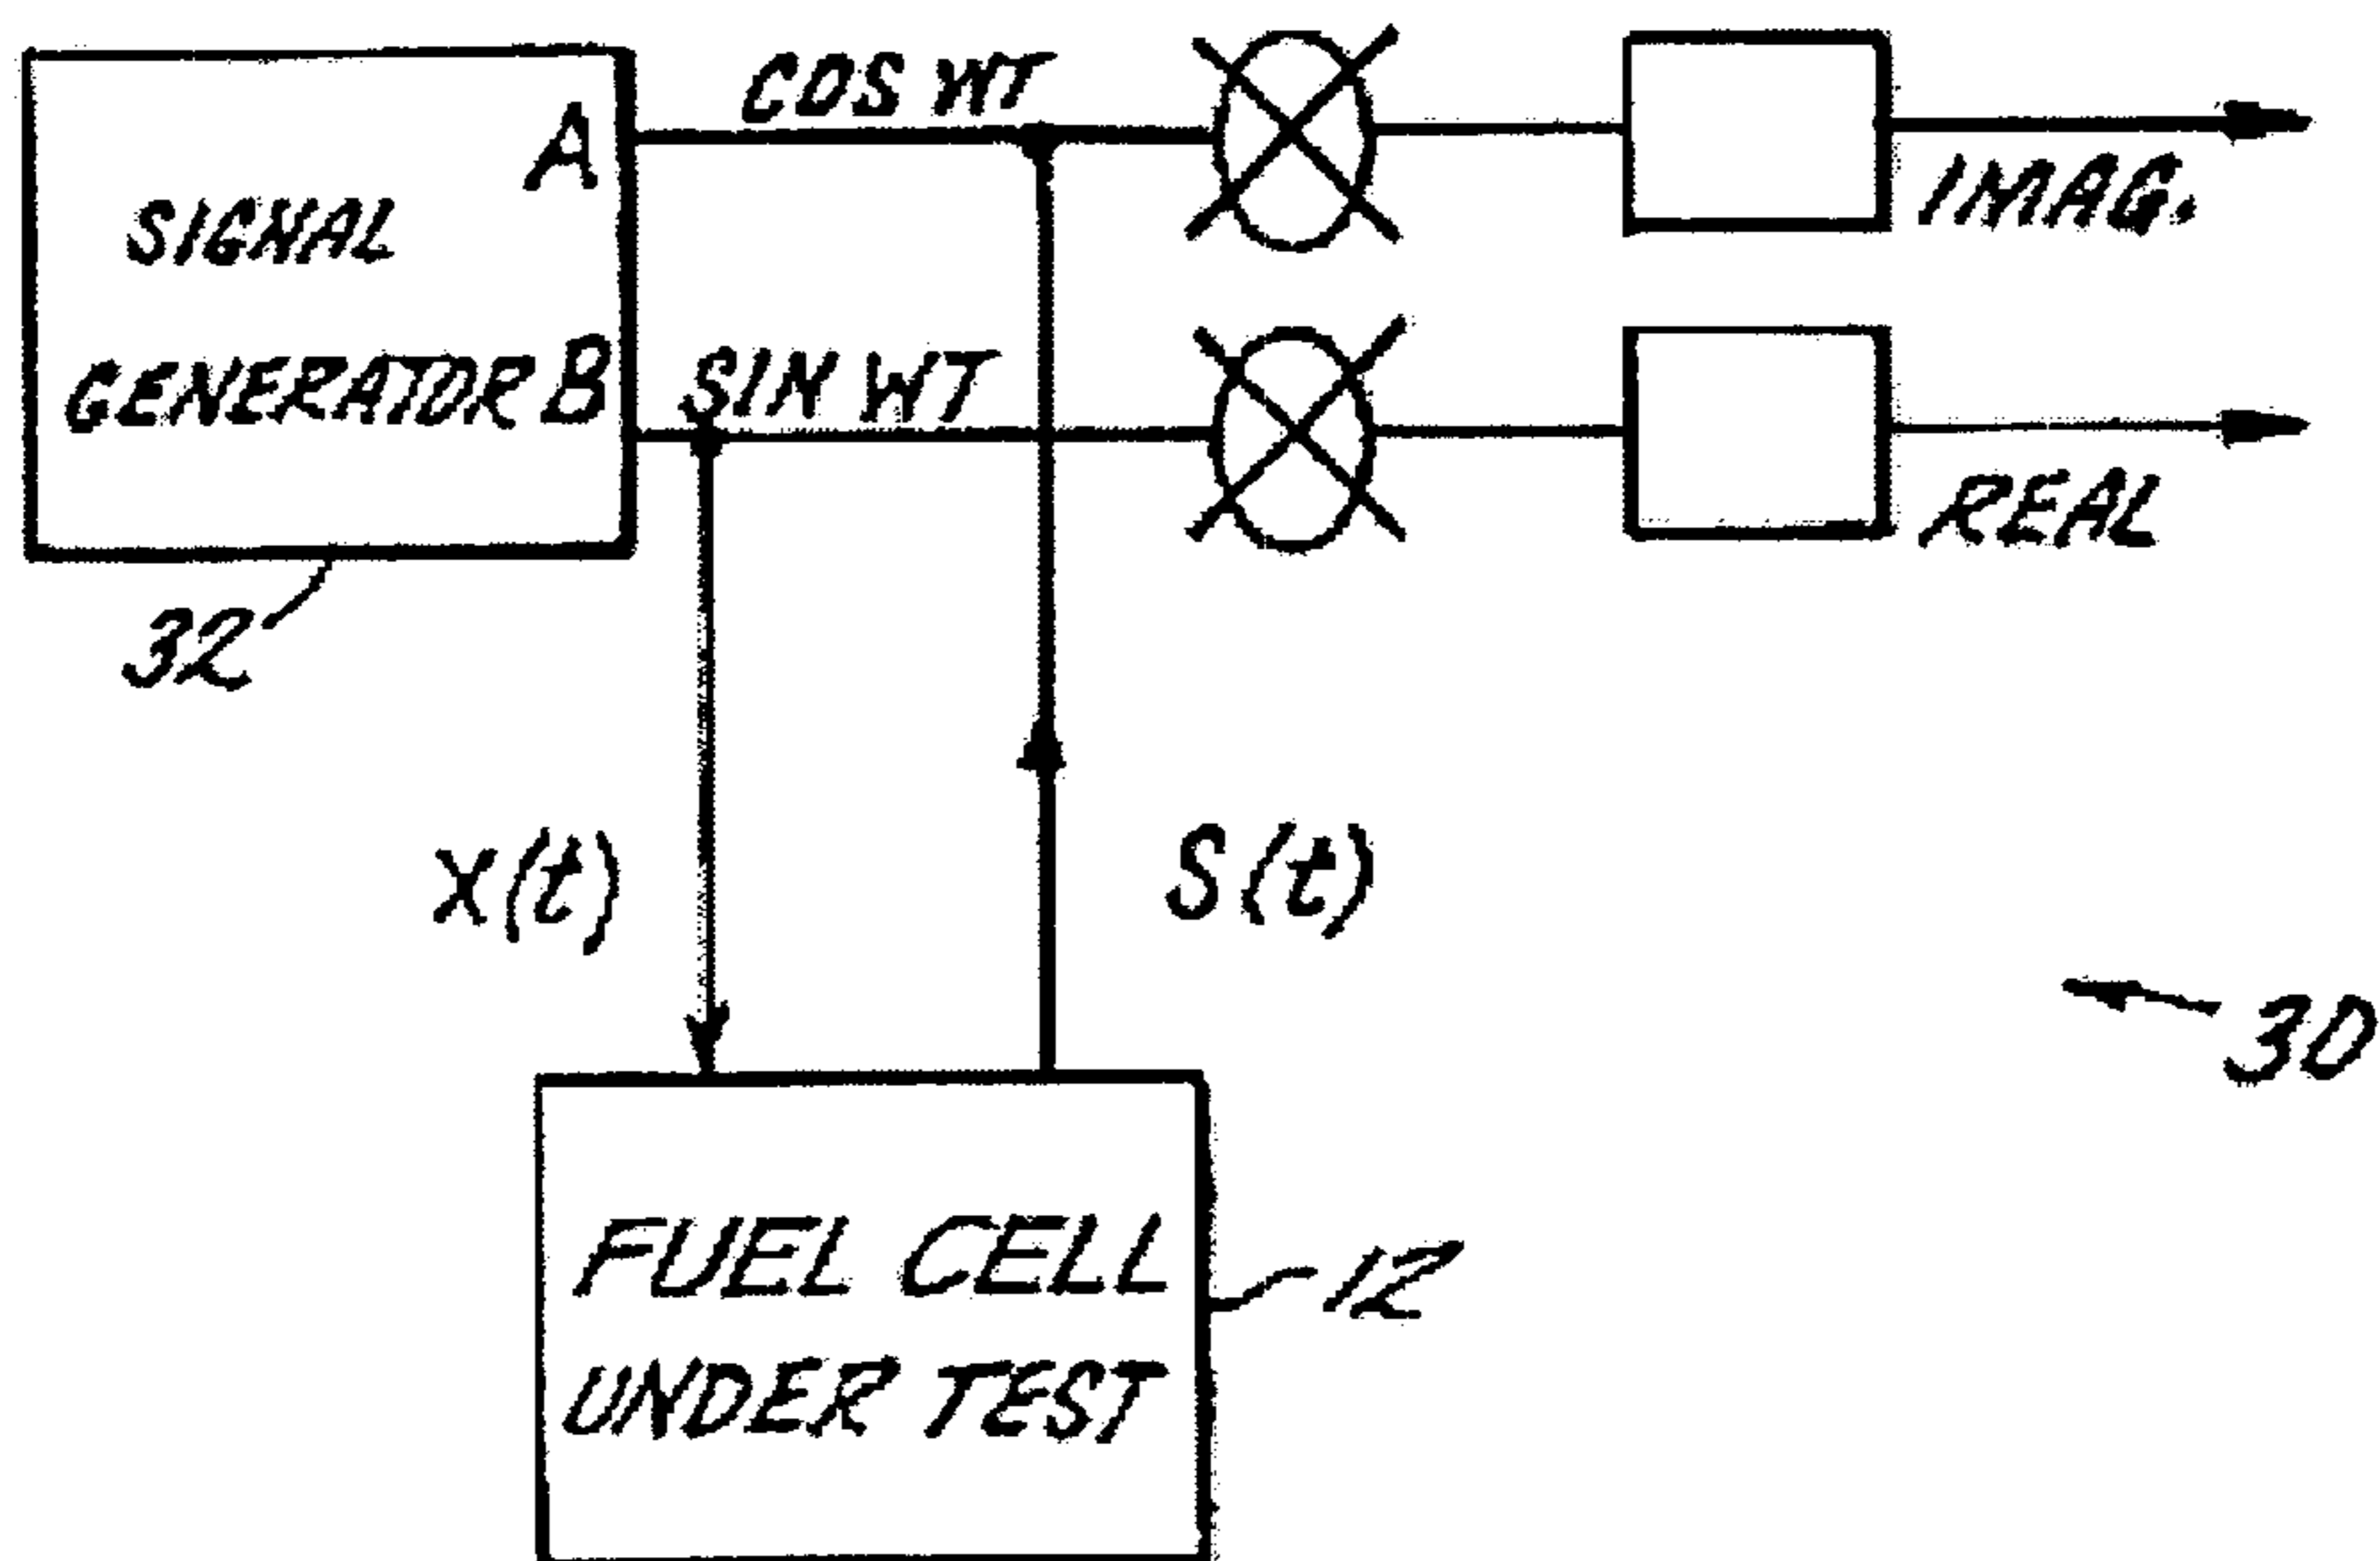 COS WT
A
SIGNAL
IMAG.
GENERATOR B
SIN WT
REAL
32
X(t)
S(t)
30
FUEL CELL
12
UNDER TEST